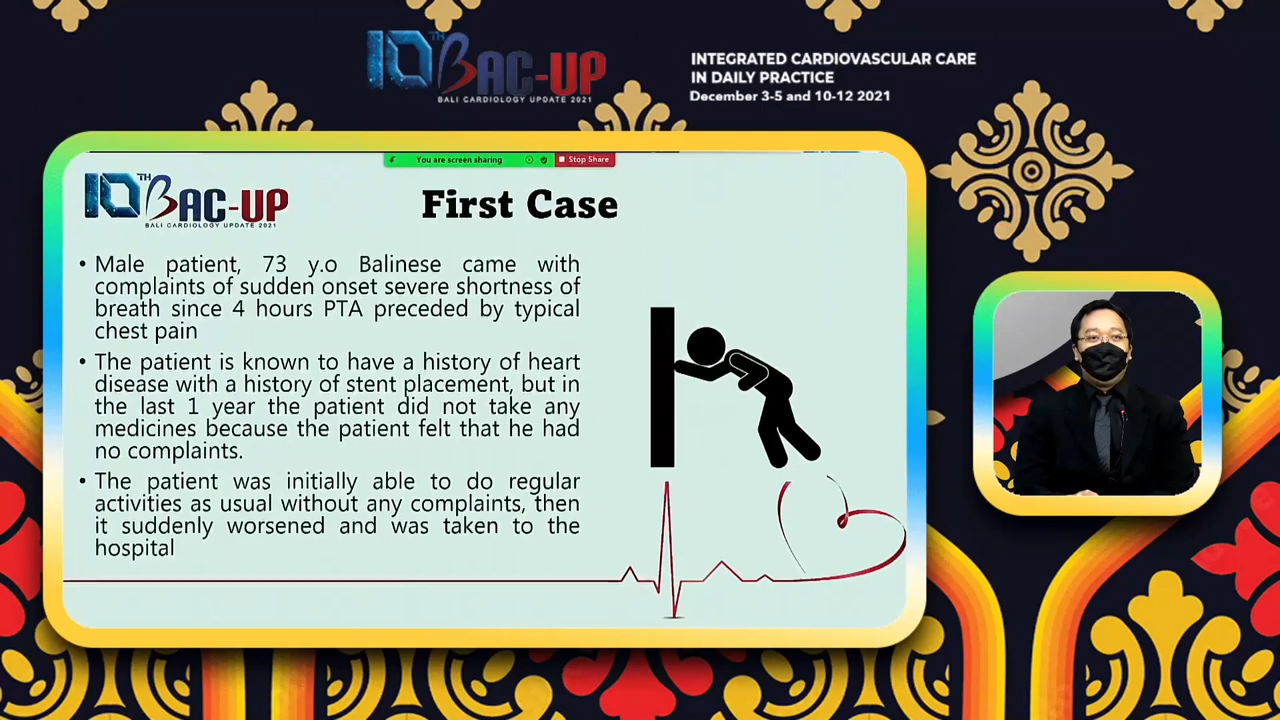 10TH BAC-UP
BALI CARDIOLOGY UPDATE 2021
INTEGRATED CARDIOVASCULAR CARE
IN DAILY PRACTICE
December 3-5 and 10-12 2021
You are screen sharing
Stop Share
10TH BAC-UP
BALI CARDIOLOGY UPDATE 2021
First Case
• Male patient, 73 y.o Balinese came with
complaints of sudden onset severe shortness of
breath since 4 hours PTA preceded by typical
chest pain
• The patient is known to have a history of heart
disease with a history of stent placement, but in
the last 1 year the patient did not take any
medicines because the patient felt that he had
no complaints.
• The patient was initially able to do regular
activities as usual without any complaints, then
it suddenly worsened and was taken to the
hospital